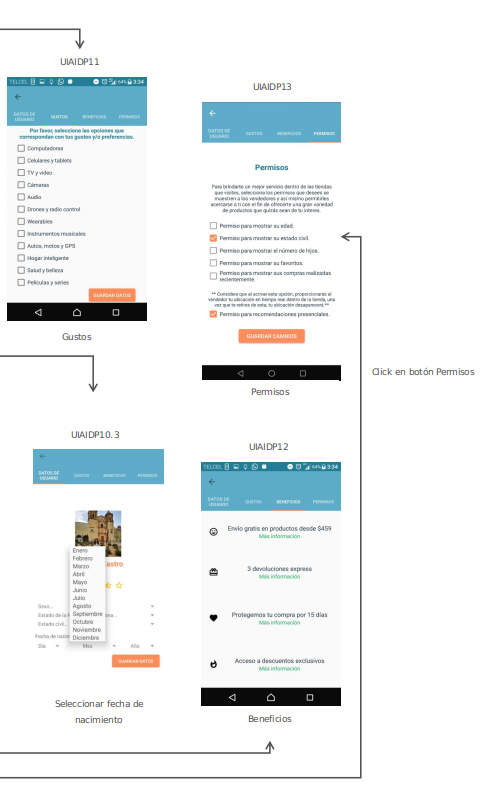 UIAIDP11
TELCEL 64% 3:34
DATOS DE USUARIO GUSTOS BENEFICIOS PERMISOS
Por favor, selecciona las opciones que
correspondan con tus gustos y/o preferencias.
Computadoras
Celulares y tablets
TV y video
Cámaras
Audio
Drones y radio control
Wearables
Instrumentos musicales
Autos, motos y GPS
Hogar inteligente
Salud y belleza
Películas y series
GUARDAR DATOS
Gustos
UIAIDP13
DATOS DE USUARIO GUSTOS BENEFICIOS PERMISOS
Permisos
Para brindarte un mejor servicio dentro de las tiendas
que visites, selecciona los permisos que desees se
muestren a los vendedores y así mismo permitirles
acercarse a ti con el fin de ofrecerte una gran variedad
de productos que quizás sean de tu interés.
Permiso para mostrar su edad.
Permiso para mostrar su estado civil.
Permiso para mostrar el número de hijos.
Permiso para mostrar su favoritos.
Permiso para mostrar sus compras realizadas
recientemente.
** Considera que al activar esta opción, proporcionarás al
vendedor tu ubicación en tiempo real dentro de la tienda, una
vez que te retires de esta, tu ubicación desaparecerá.**
Permiso para recomendaciones presenciales.
GUARDAR CAMBIOS
Permisos
Click en botón Permisos
UIAIDP10.3
DATOS DE USUARIO GUSTOS BENEFICIOS PERMISOS
astro
Enero
Febrero
Marzo
Abril
Mayo
Junio
Julio
Agosto
Septiembre
Octubre
Noviembre
Diciembre
Sexo...
Estado de la ana...
Estado civil...
Fecha de nacim
Día Mes Año
GUARDAR DATOS
Seleccionar fecha de
nacimiento
UIAIDP12
TELCEL 64% 3:34
DATOS DE USUARIO GUSTOS BENEFICIOS PERMISOS
Envío gratis en productos desde $459
Más información
3 devoluciones express
Más información
Protegemos tu compra por 15 días
Más información
Acceso a descuentos exclusivos
Más información
Beneficios